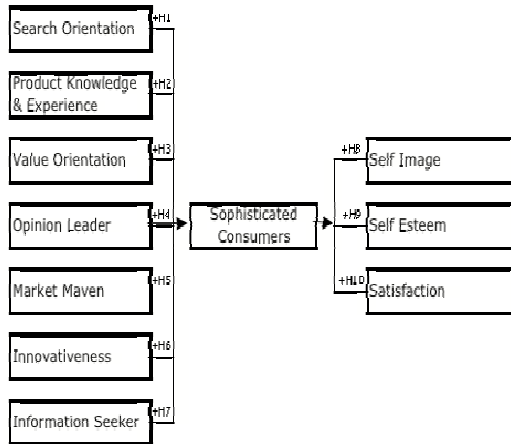 Search Orientation
+H1
Product Knowledge
& Experience
+H2
Value Orientation
+H3
Opinion Leader
+H4
Market Maven
+H5
Innovativeness
+H6
Information Seeker
+H7
Sophisticated
Consumers
+H8
Self Image
+H9
Self Esteem
+H10
Satisfaction